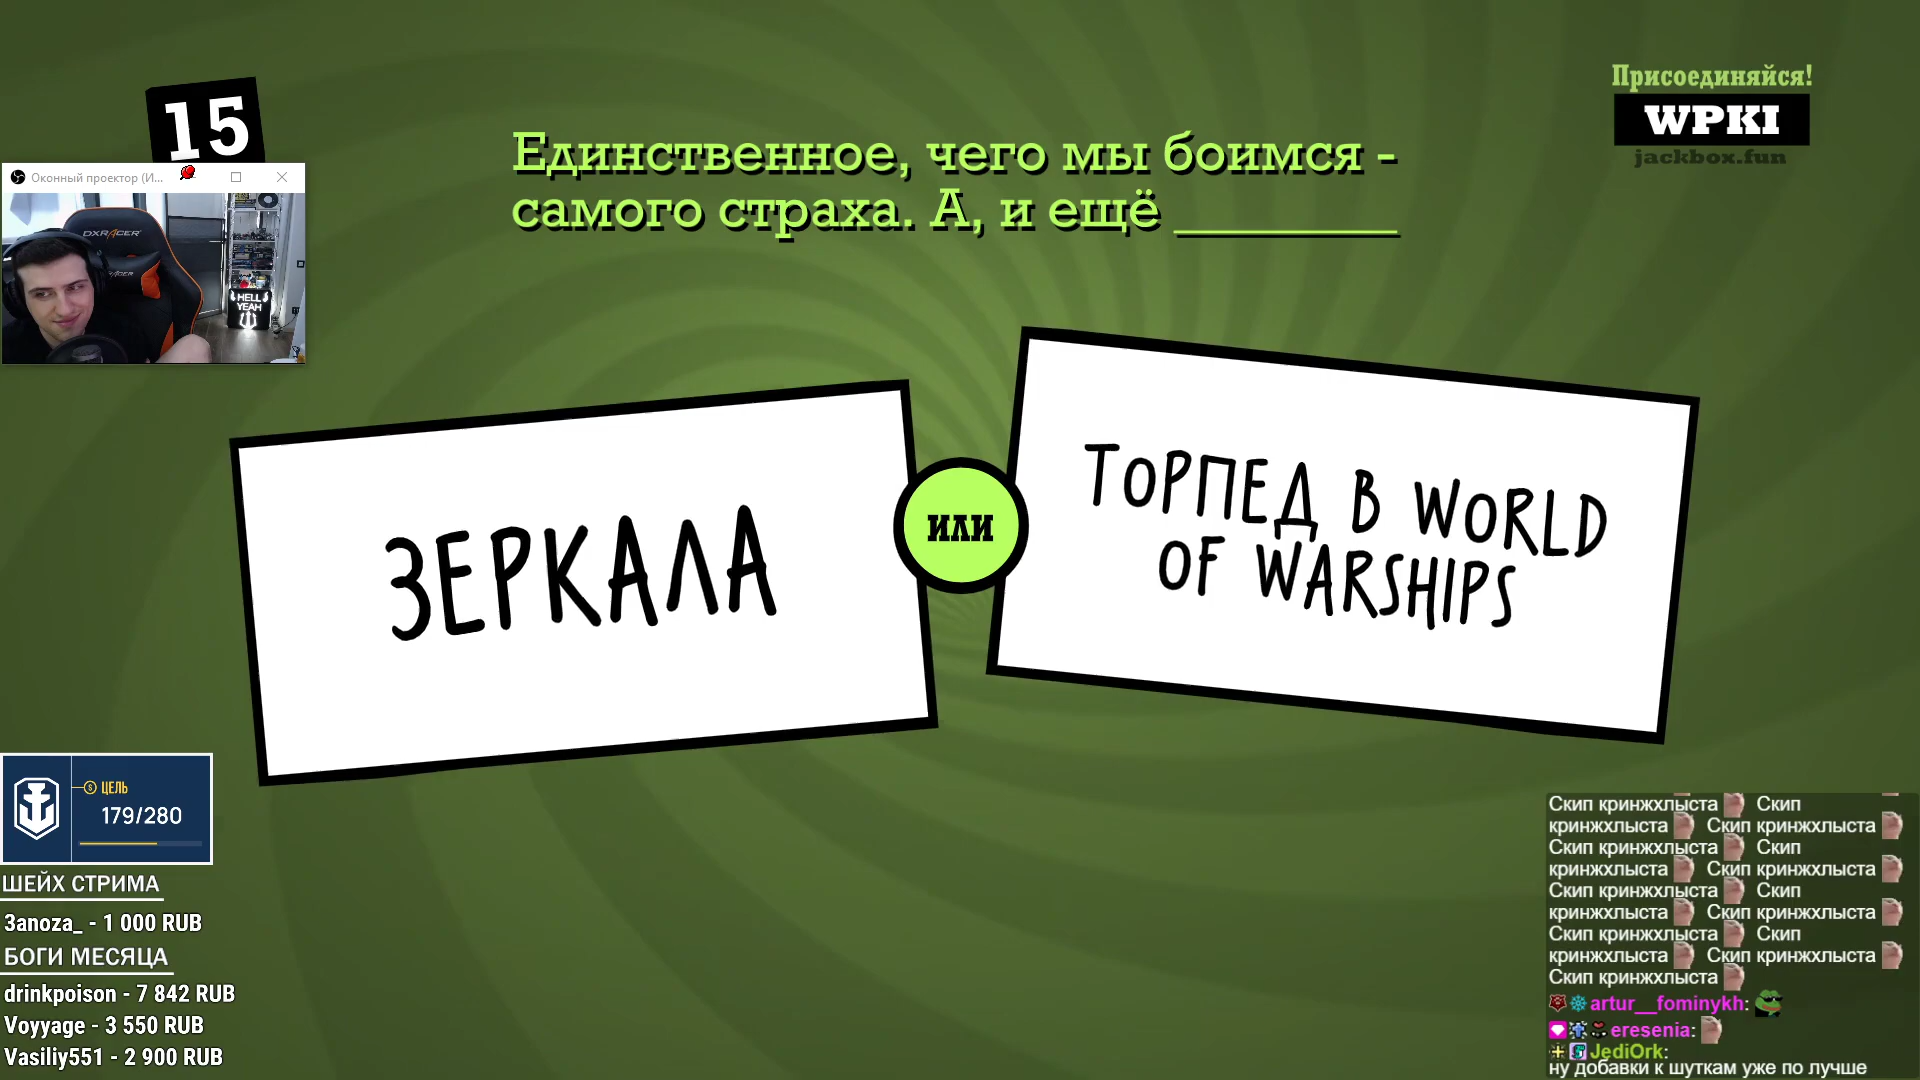 15
Присоединяйся!
WPKI
jackbox.fun
Единственное, чего мы боимся -
самого страха. А, и ещё ________
Оконный проектор (И...
DXRACER
HELL
YEAH
ЗЕРКАЛА
ИЛИ
ТОРПЕД В WORLD
OF WARSHIPS
ЦЕЛЬ
179/280
ШЕЙХ СТРИМА
3anoza_ - 1 000 RUB
БОГИ МЕСЯЦА
drinkpoison - 7 842 RUB
Voyyage - 3 550 RUB
Vasiliy551 - 2 900 RUB
Скип кринжхлыста Скип
кринжхлыста Скип кринжхлыста
Скип кринжхлыста Скип
кринжхлыста Скип кринжхлыста
Скип кринжхлыста Скип
кринжхлыста Скип кринжхлыста
Скип кринжхлыста Скип
кринжхлыста Скип кринжхлыста
Скип кринжхлыста
artur__fominykh:
eresenia:
JediOrk:
ну добавки к шуткам уже по лучше